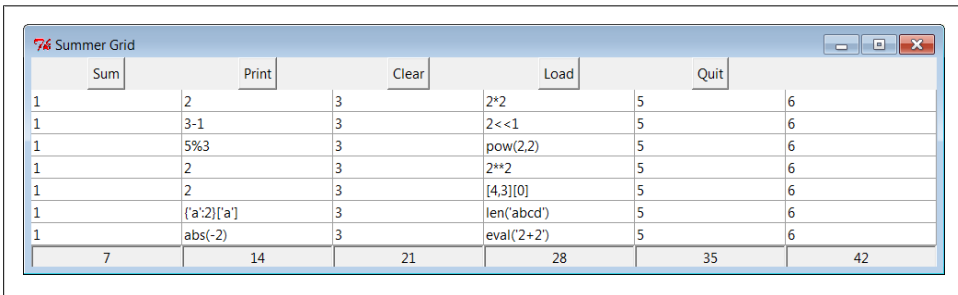 Summer Grid
Sum Print Clear Load Quit
1 2 3 2*2 5 6
1 3-1 3 2<<1 5 6
1 5%3 3 pow(2,2) 5 6
1 2 3 2**2 5 6
1 2 3 [4,3][0] 5 6
1 {'a':2}['a'] 3 len('abcd') 5 6
1 abs(-2) 3 eval('2+2') 5 6
7 14 21 28 35 42